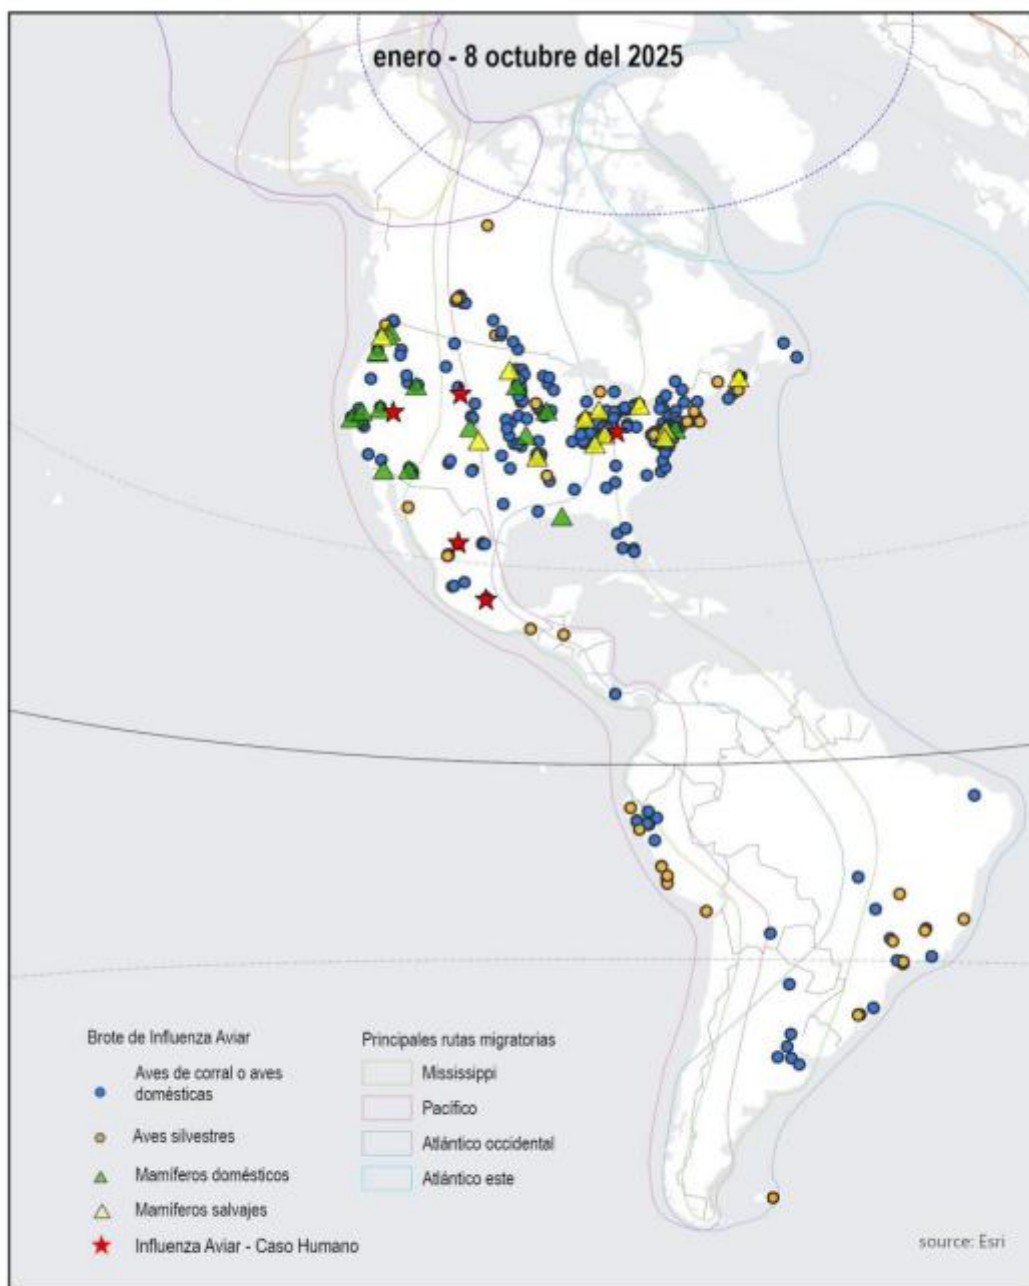 enero - 8 octubre del 2025
Brote de Influenza Aviar
Aves de corral o aves
domésticas
Aves silvestres
Mamíferos domésticos
Mamíferos salvajes
Influenza Aviar - Caso Humano
Principales rutas migratorias
Mississippi
Pacífico
Atlántico occidental
Atlántico este
source: Esri